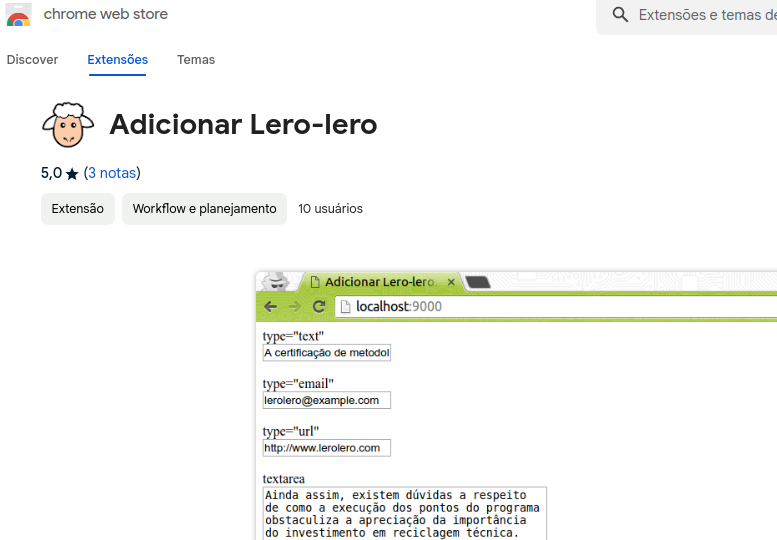 chrome web store
Extensões e temas de
Discover
Extensões
Temas
Adicionar Lero-lero
5,0 ★ (3 notas)
Extensão
Workflow e planejamento
10 usuários
Adicionar Lero-lero
localhost:9000
type="text"
A certificação de metodol
type="email"
lerolero@example.com
type="url"
http://www.lerolero.com
textarea
Ainda assim, existem dúvidas a respeito
de como a execução dos pontos do programa
obstaculiza a apreciação da importância
do investimento em reciclagem técnica.